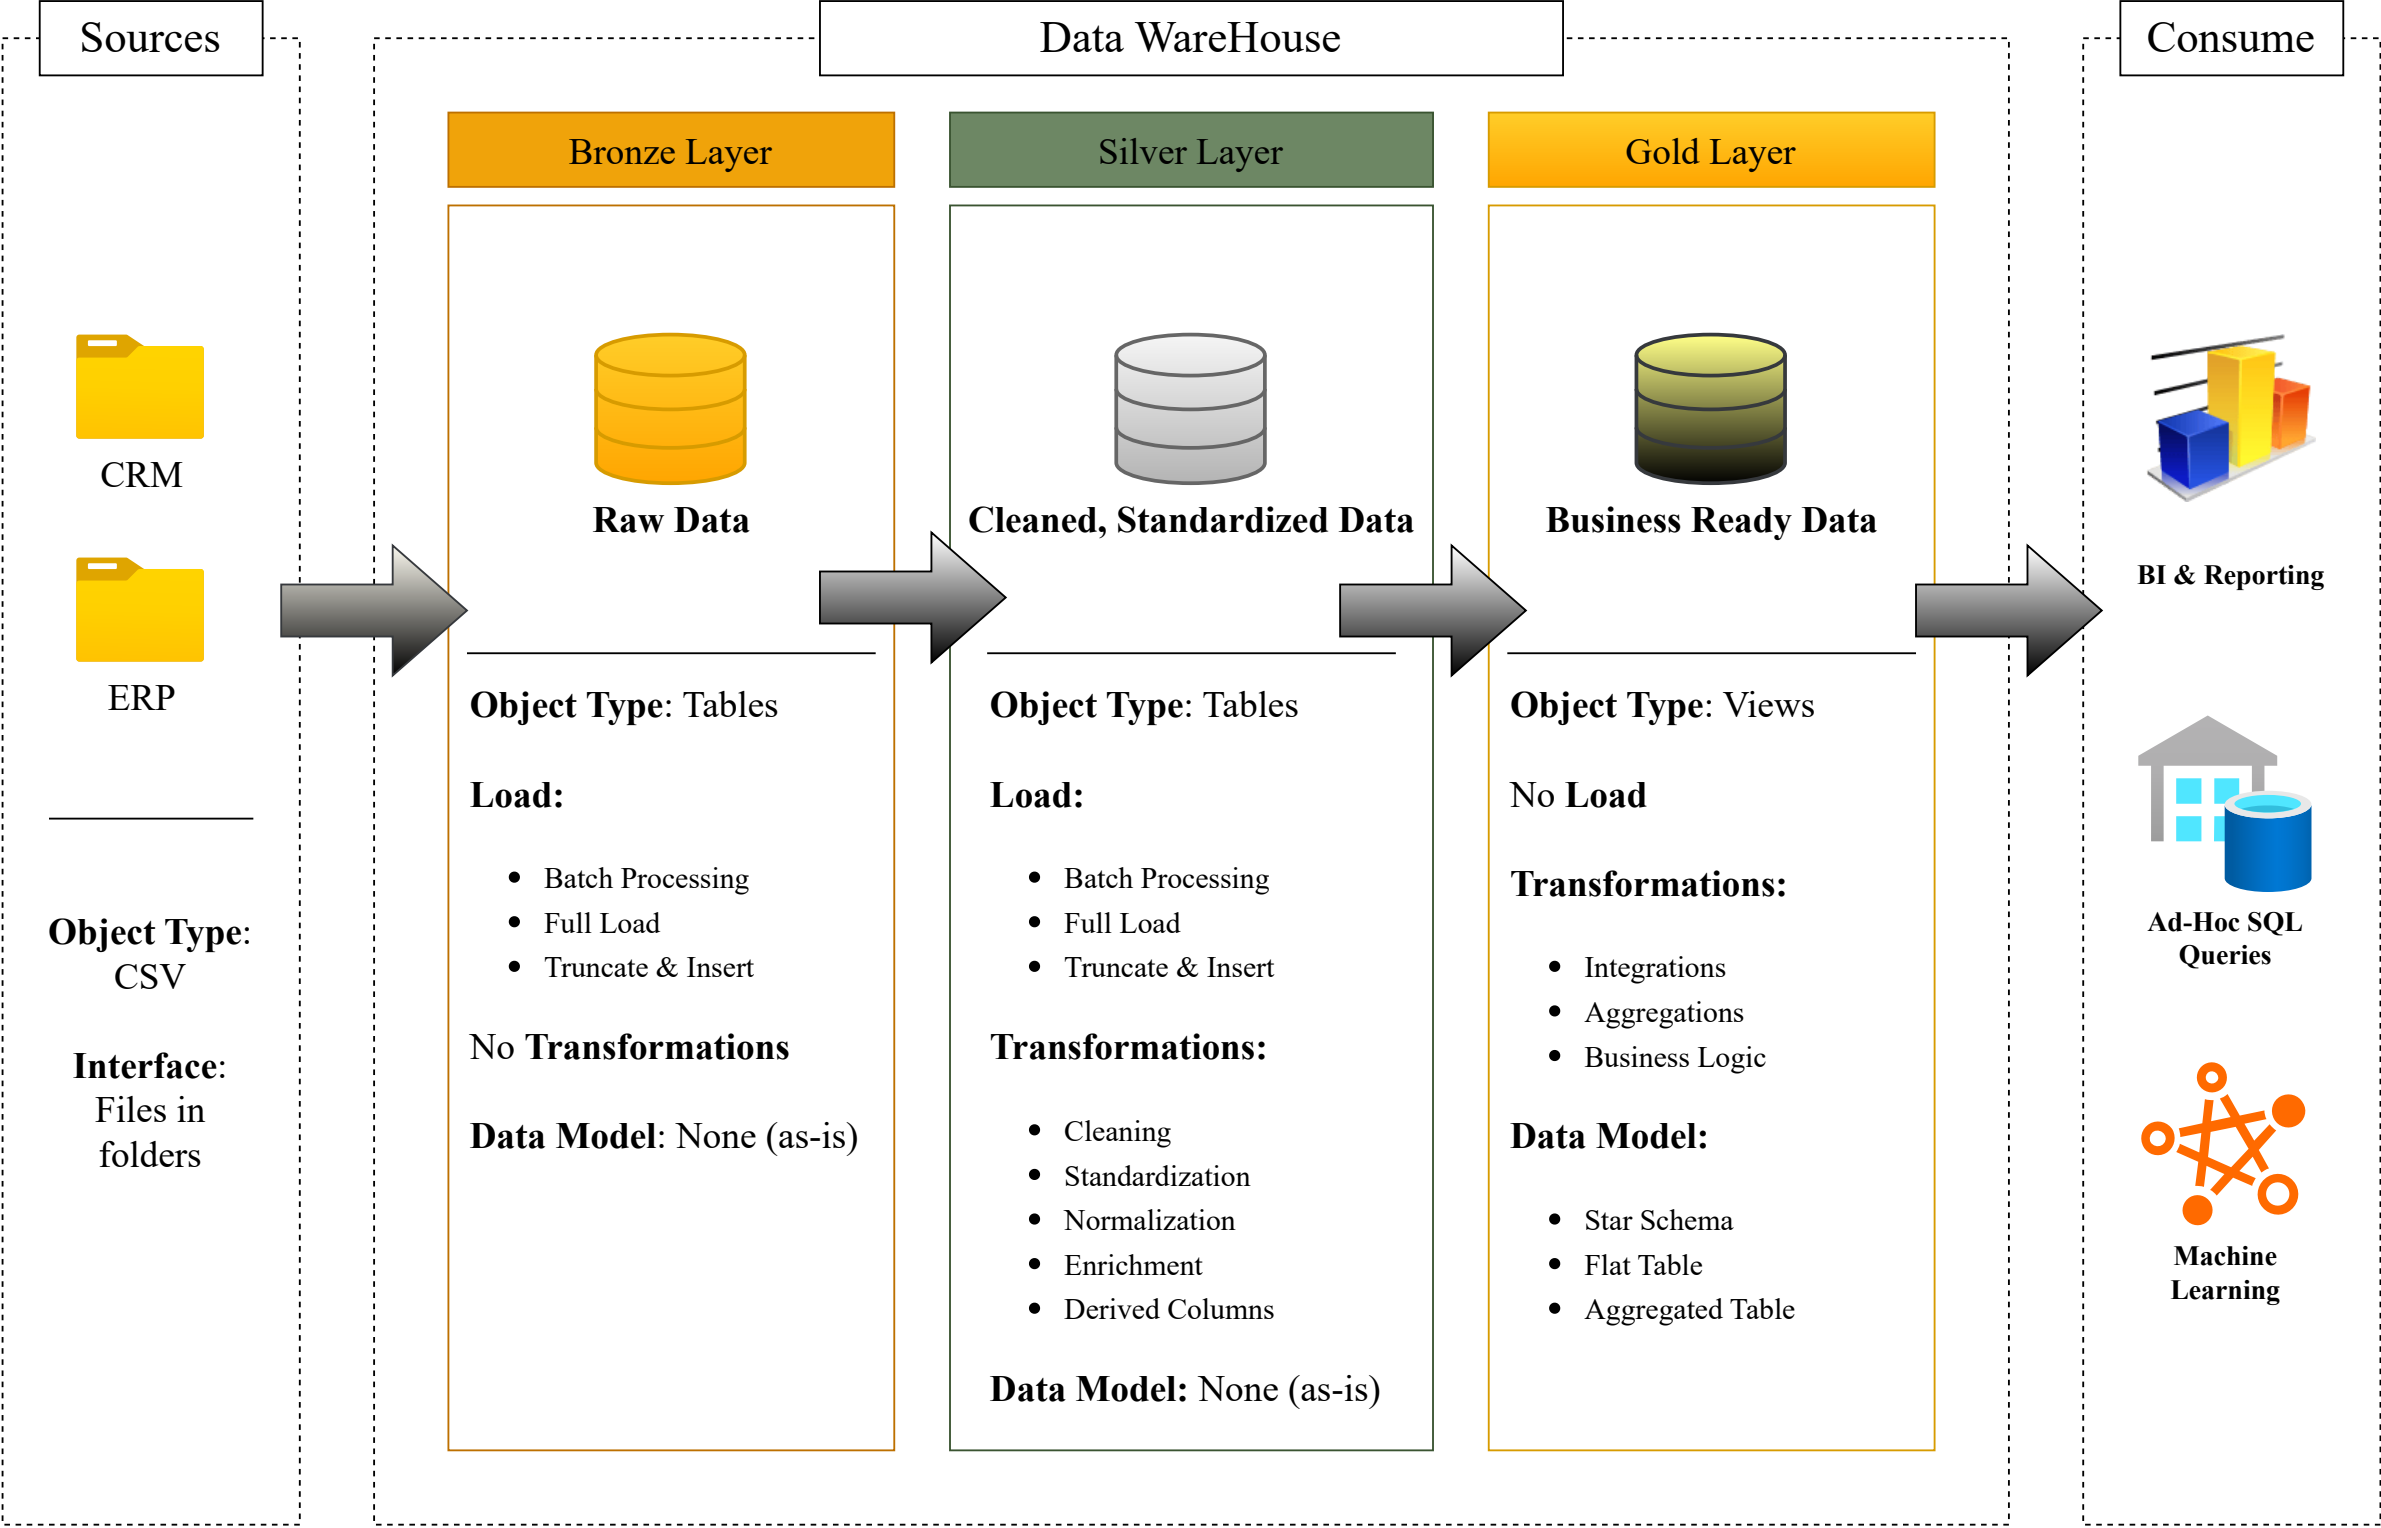 Sources
CRM
ERP
Object Type:
CSV
Interface:
Files in
folders
Data WareHouse
Bronze Layer
Raw Data
Object Type: Tables
Load:
Batch Processing
Full Load
Truncate & Insert
No Transformations
Data Model: None (as-is)
Silver Layer
Cleaned, Standardized Data
Object Type: Tables
Load:
Batch Processing
Full Load
Truncate & Insert
Transformations:
Cleaning
Standardization
Normalization
Enrichment
Derived Columns
Data Model: None (as-is)
Gold Layer
Business Ready Data
Object Type: Views
No Load
Transformations:
Integrations
Aggregations
Business Logic
Data Model:
Star Schema
Flat Table
Aggregated Table
Consume
BI & Reporting
Ad-Hoc SQL
Queries
Machine
Learning